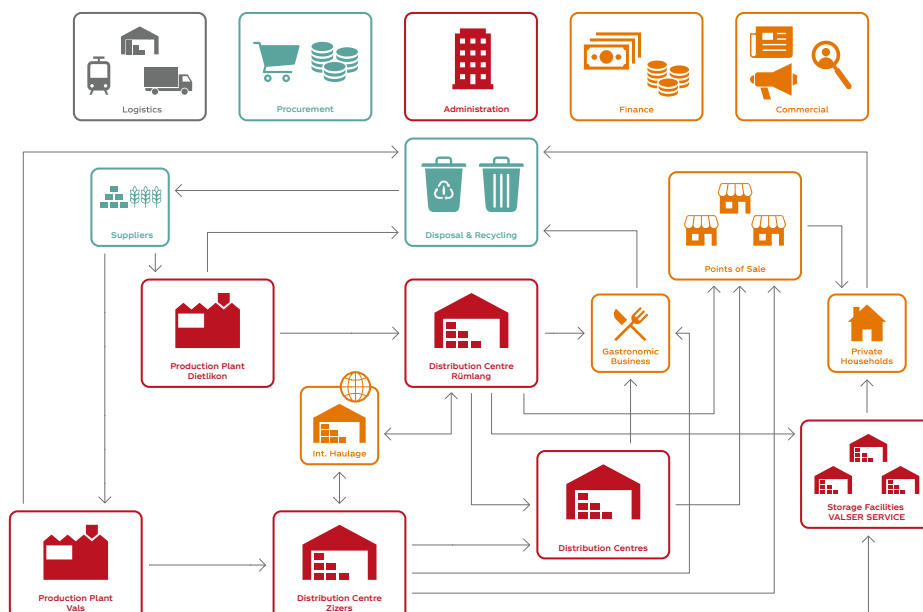 Logistics
Procurement
Administration
Finance
Commercial
Suppliers
Disposal & Recycling
Points of Sale
Production Plant
Dietlikon
Distribution Centre
Rümlang
Gastronomic
Business
Private
Households
Int. Haulage
Storage Facilities
VALSER SERVICE
Distribution Centres
Production Plant
Vals
Distribution Centre
Zizers